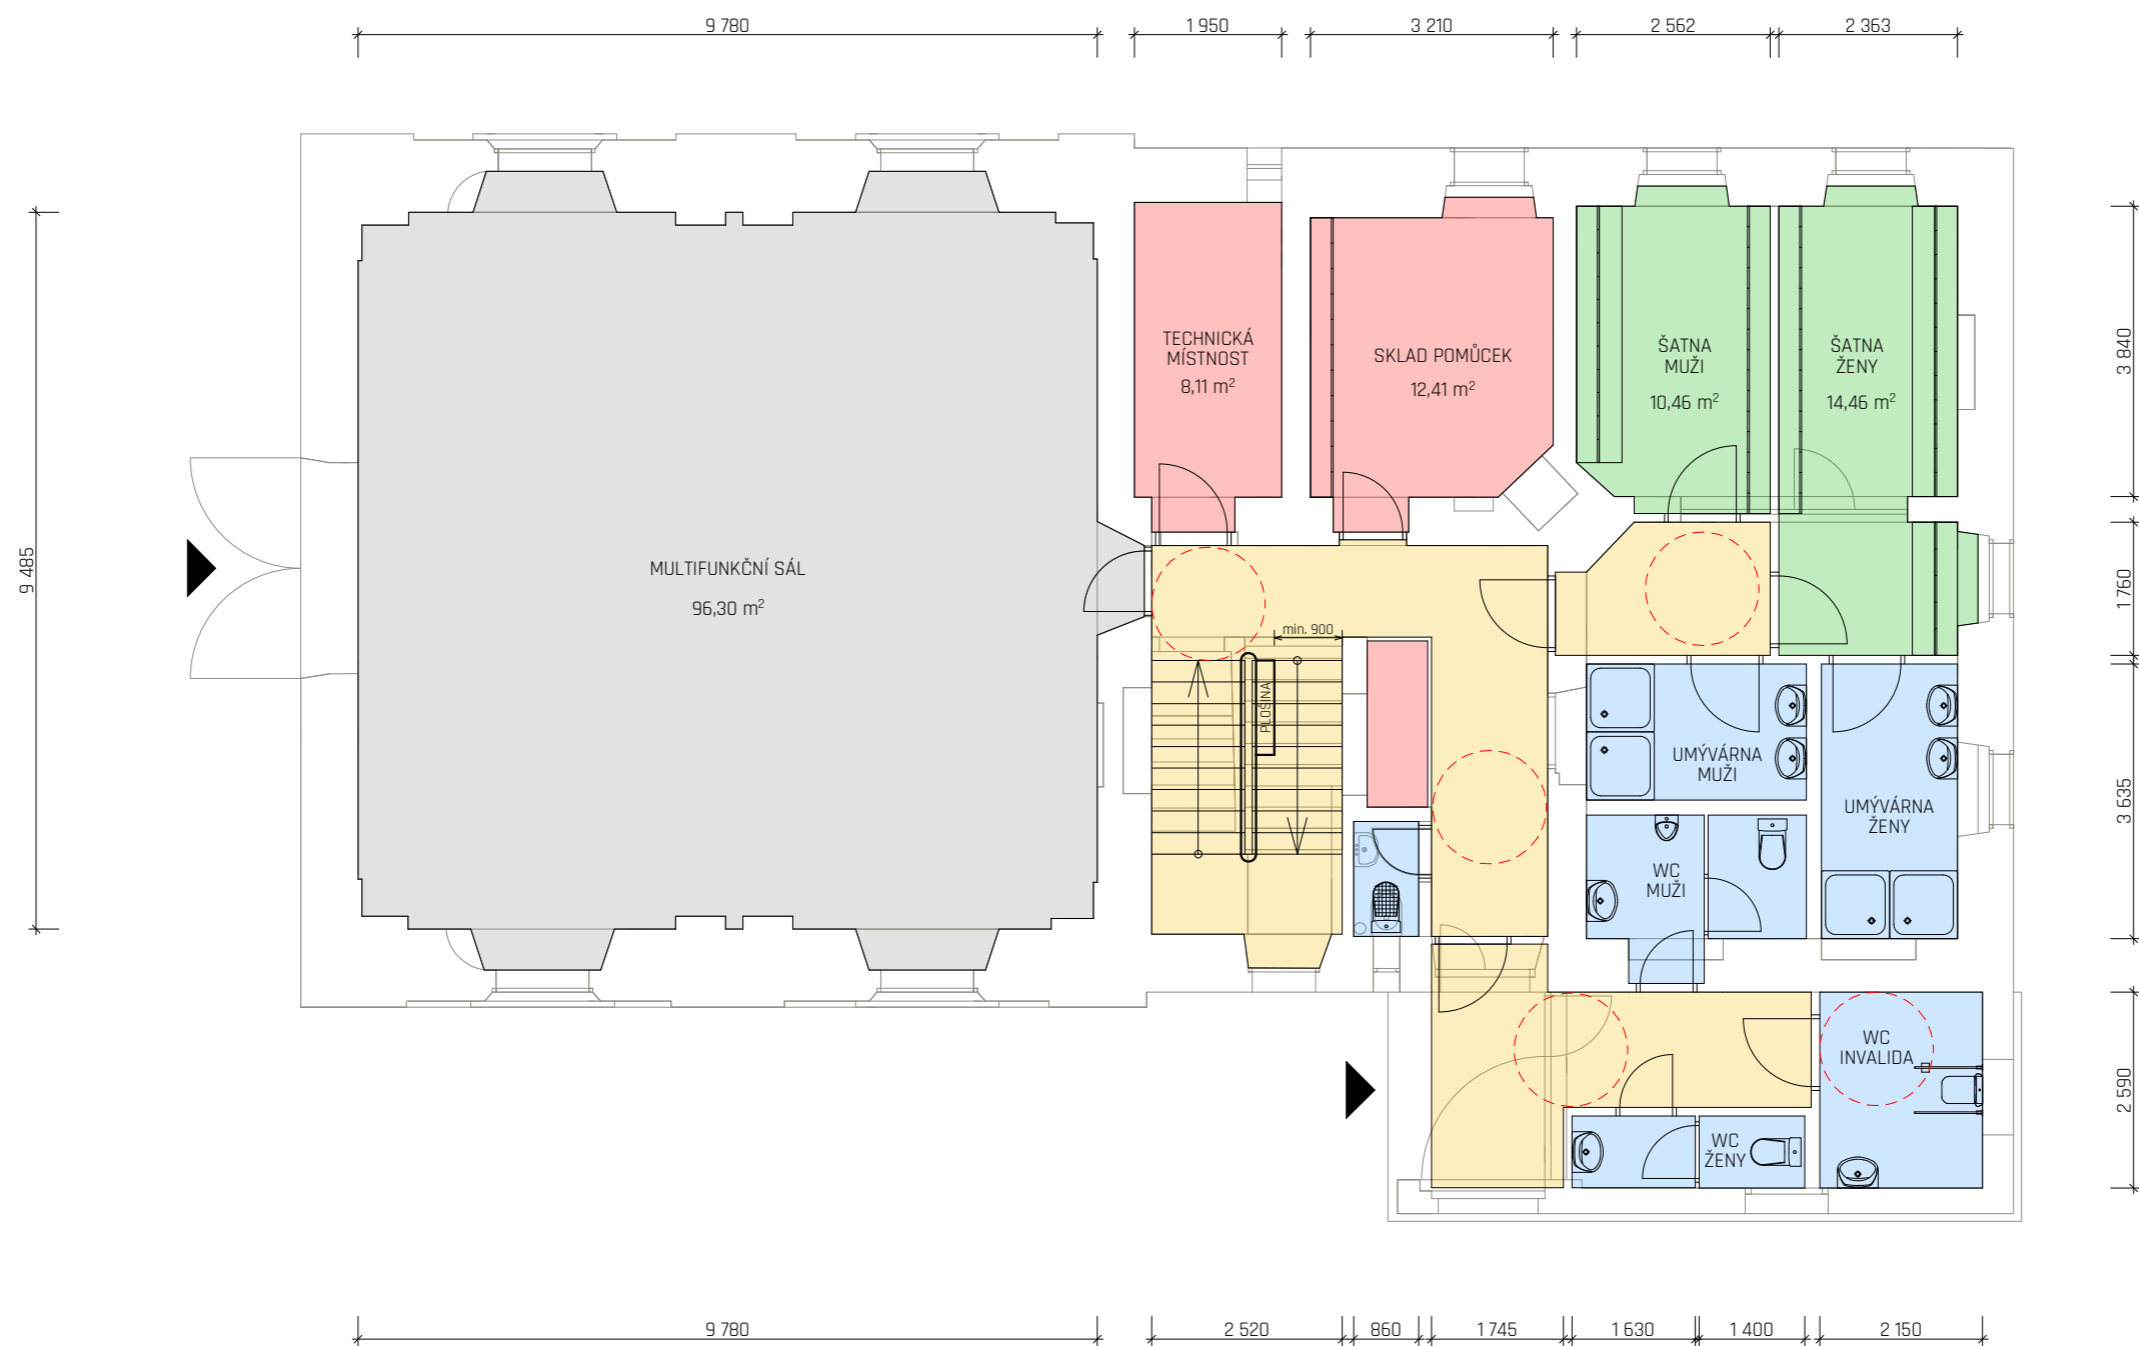 9 780
1 950
3 210
2 562
2 363
9 485
3 840
1 760
3 635
2 590
TECHNICKÁ
MÍSTNOST
8,11 m²
SKLAD POMŮCEK
12,41 m²
ŠATNA
MUŽI
10,46 m²
ŠATNA
ŽENY
14,46 m²
MULTIFUNKČNÍ SÁL
96,30 m²
min. 900
PLOŠINA
UMÝVÁRNA
MUŽI
UMÝVÁRNA
ŽENY
WC
MUŽI
WC
INVALIDA
WC
ŽENY
9 780
2 520
860
1 745
1 630
1 400
2 150